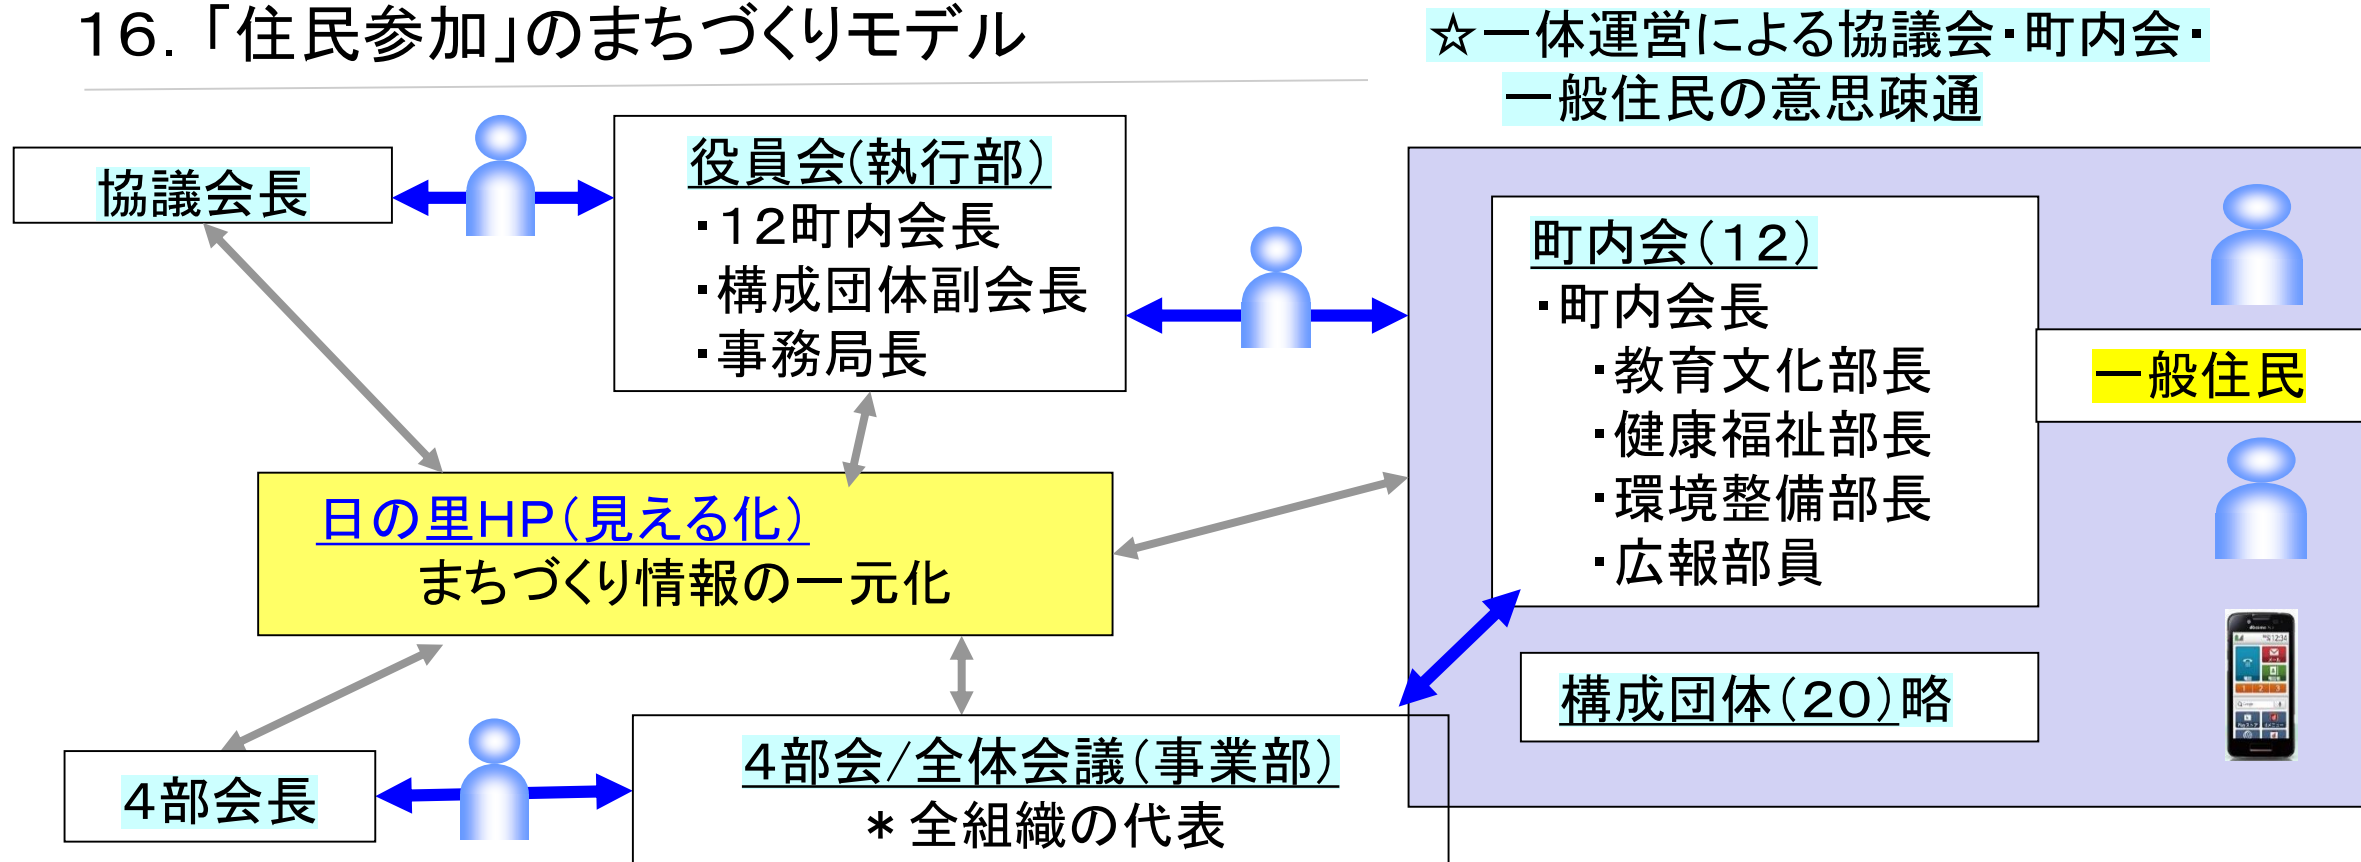 16.「住民参加」のまちづくりモデル
☆一体運営による協議会・町内会・
一般住民の意思疎通
協議会長
役員会(執行部)
・12町内会長
・構成団体副会長
・事務局長
町内会(12)
・町内会長
・教育文化部長
・健康福祉部長
・環境整備部長
・広報部員
一般住民
日の里HP(見える化)
まちづくり情報の一元化
構成団体(20)略
4部会長
4部会/全体会議(事業部)
*全組織の代表